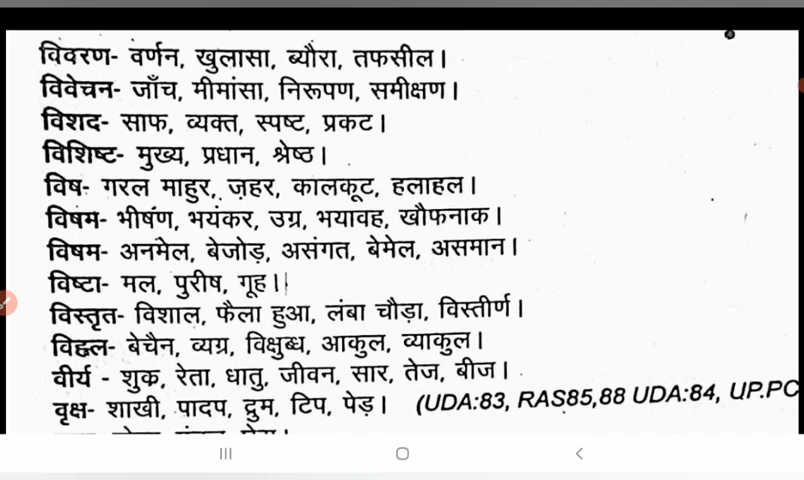 विवरण- वर्णन, खुलासा, ब्यौरा, तफसील।
विवेचन- जाँच, मीमांसा, निरूपण, समीक्षण।
विशद- साफ, व्यक्त, स्पष्ट, प्रकट।
विशिष्ट- मुख्य, प्रधान, श्रेष्ठ।
विष- गरल माहुर, ज़हर, कालकूट, हलाहल।
विषम- भीषण, भयंकर, उग्र, भयावह, खौफनाक।
विषम- अनमेल, बेजोड़, असंगत, बेमेल, असमान।
विष्टा- मल, पुरीष, गूह।
विस्तृत- विशाल, फैला हुआ, लंबा चौड़ा, विस्तीर्ण।
विह्वल- बेचैन, व्यग्र, विक्षुब्ध, आकुल, व्याकुल।
वीर्य - शुक, रेता, धातु, जीवन, सार, तेज, बीज।
वृक्ष- शाखी, पादप, द्रुम, टिप, पेड़। (UDA:83, RAS85,88 UDA:84, UP.PC